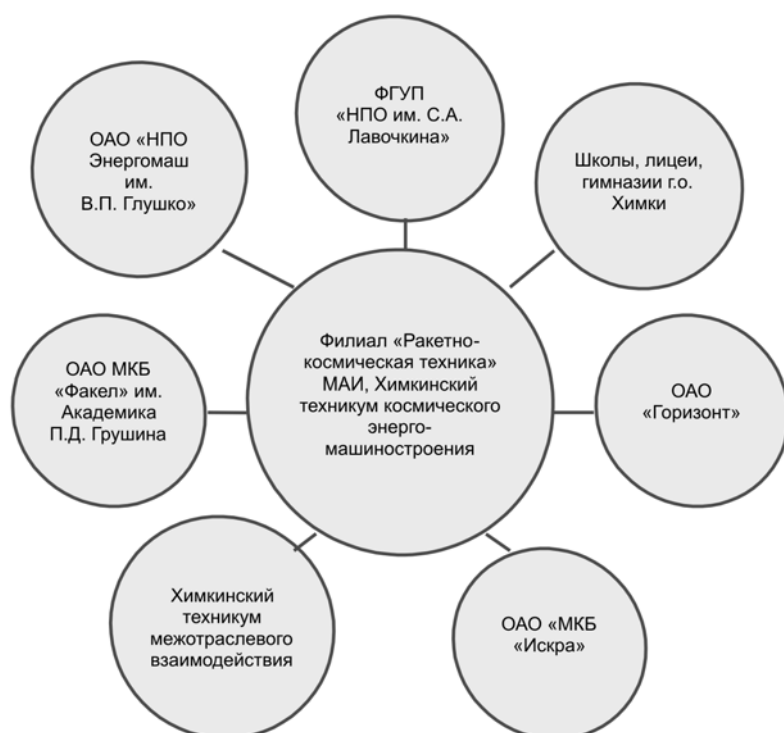 ФГУП
«НПО им. С.А.
Лавочкина»
ОАО «НПО
Энергомаш
им.
В.П. Глушко»
Школы, лицеи,
гимназии г.о.
Химки
Филиал «Ракетно-
космическая техника»
МАИ, Химкинский
техникум космического
энерго-
машиностроения
ОАО МКБ
«Факел» им.
Академика
П.Д. Грушина
ОАО
«Горизонт»
Химкинский
техникум
межотраслевого
взаимодействия
ОАО «МКБ
«Искра»